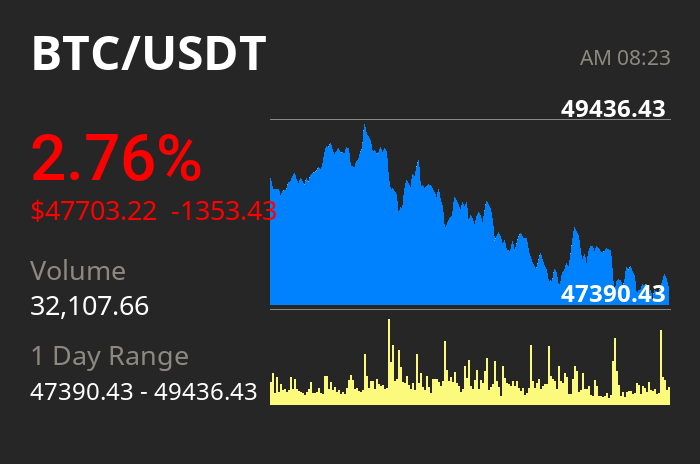 BTC/USDT
AM 08:23
49436.43
2.76%
$47703.22 -1353.43
Volume
32,107.66
47390.43
1 Day Range
47390.43 - 49436.43